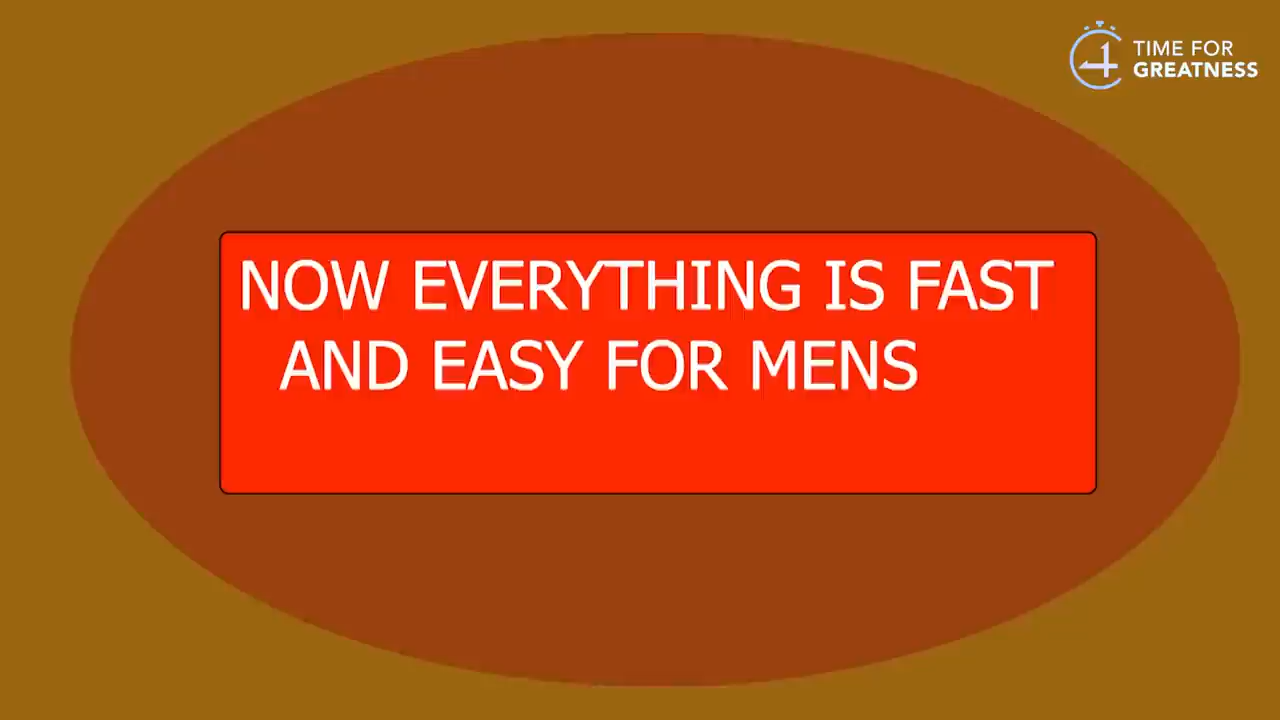 TIME FOR
GREATNESS
NOW EVERYTHING IS FAST
AND EASY FOR MENS